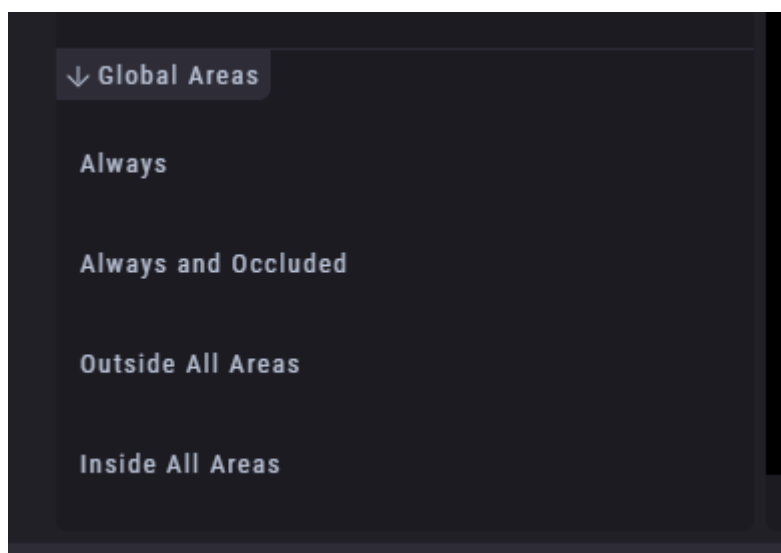 Global Areas
Always
Always and Occluded
Outside All Areas
Inside All Areas